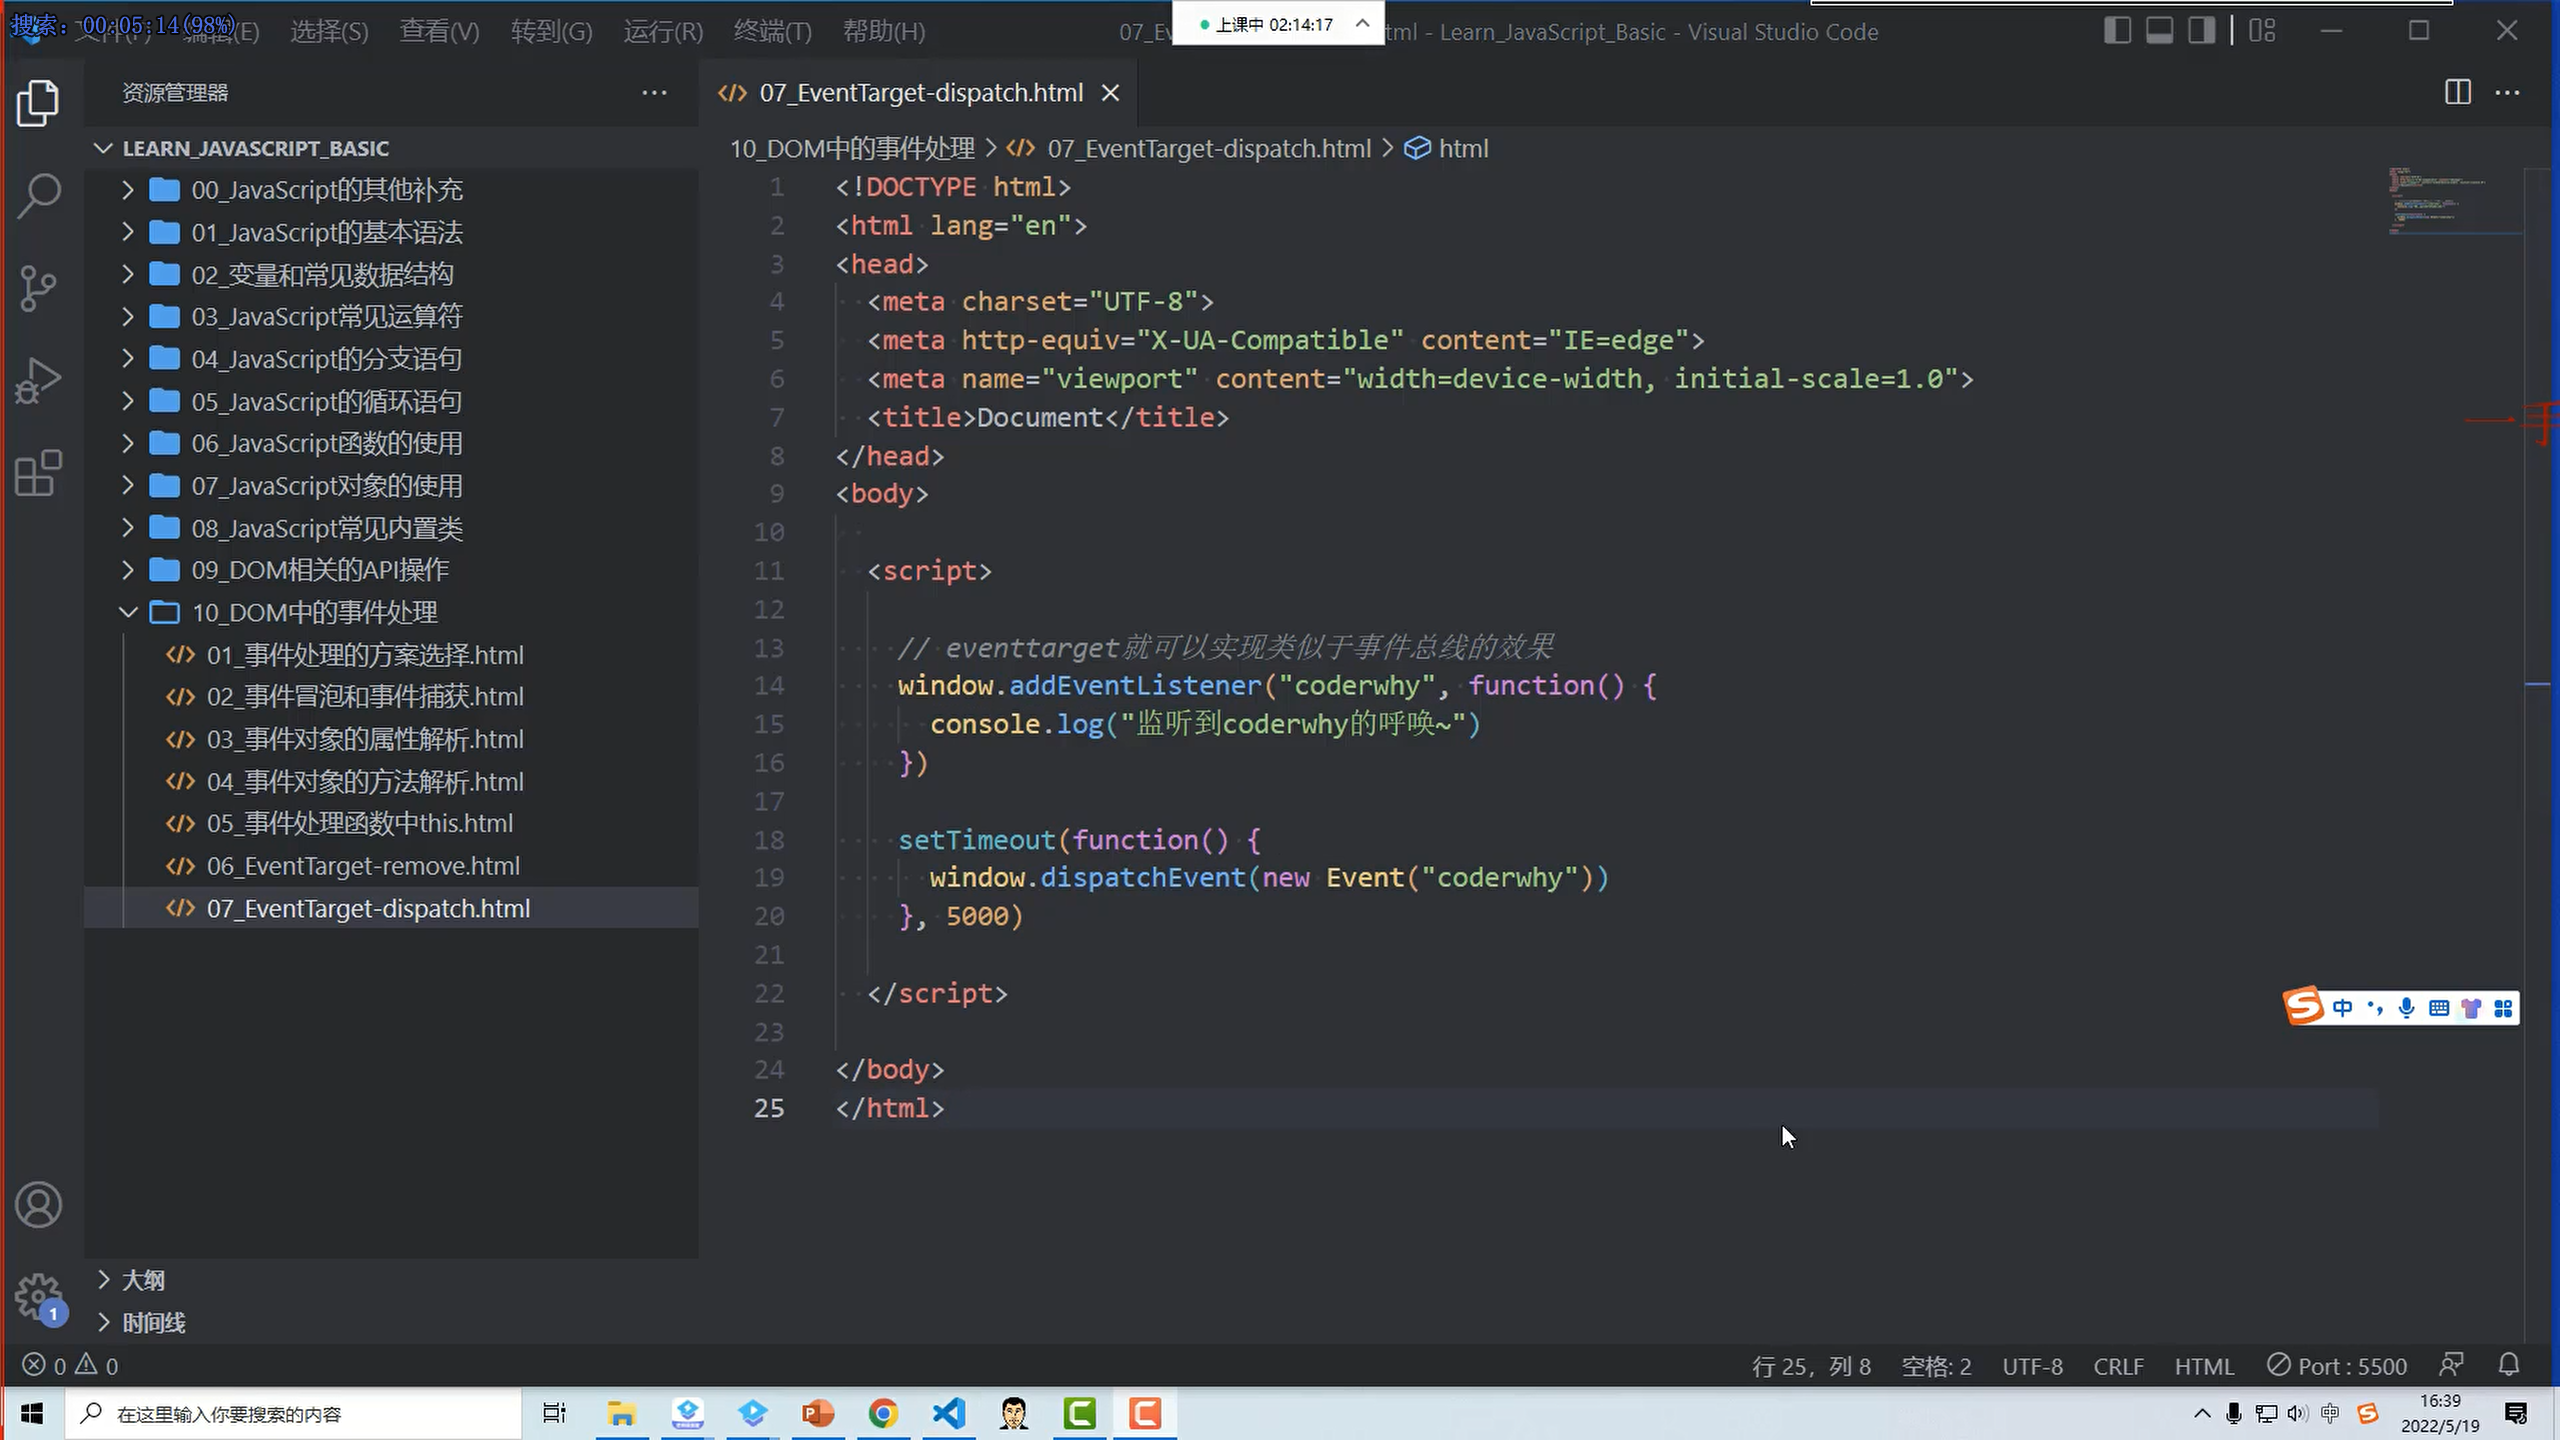 搜索: 00:05:14(98%)
编辑(E) 选择(S) 查看(V) 转到(G) 运行(R) 终端(T) 帮助(H)
上课中 02:14:17
- Learn_JavaScript_Basic - Visual Studio Code
资源管理器
LEARN_JAVASCRIPT_BASIC
00_JavaScript的其他补充
01_JavaScript的基本语法
02_变量和常见数据结构
03_JavaScript常见运算符
04_JavaScript的分支语句
05_JavaScript的循环语句
06_JavaScript函数的使用
07_JavaScript对象的使用
08_JavaScript常见内置类
09_DOM相关的API操作
10_DOM中的事件处理
01_事件处理的方案选择.html
02_事件冒泡和事件捕获.html
03_事件对象的属性解析.html
04_事件对象的方法解析.html
05_事件处理函数中this.html
06_EventTarget-remove.html
07_EventTarget-dispatch.html
大纲
时间线
07_EventTarget-dispatch.html
10_DOM中的事件处理 > 07_EventTarget-dispatch.html > html
1 <!DOCTYPE html>
2 <html lang="en">
3 <head>
4 <meta charset="UTF-8">
5 <meta http-equiv="X-UA-Compatible" content="IE=edge">
6 <meta name="viewport" content="width=device-width, initial-scale=1.0">
7 <title>Document</title>
8 </head>
9 <body>
10
11 <script>
12
13 // eventtarget就可以实现类似于事件总线的效果
14 window.addEventListener("coderwhy", function() {
15 console.log("监听到coderwhy的呼唤~")
16 })
17
18 setTimeout(function() {
19 window.dispatchEvent(new Event("coderwhy"))
20 }, 5000)
21
22 </script>
23
24 </body>
25 </html>
一手
中
1
0 0
行 25，列 8 空格: 2 UTF-8 CRLF HTML Port : 5500
在这里输入你要搜索的内容
中
16:39
2022/5/19